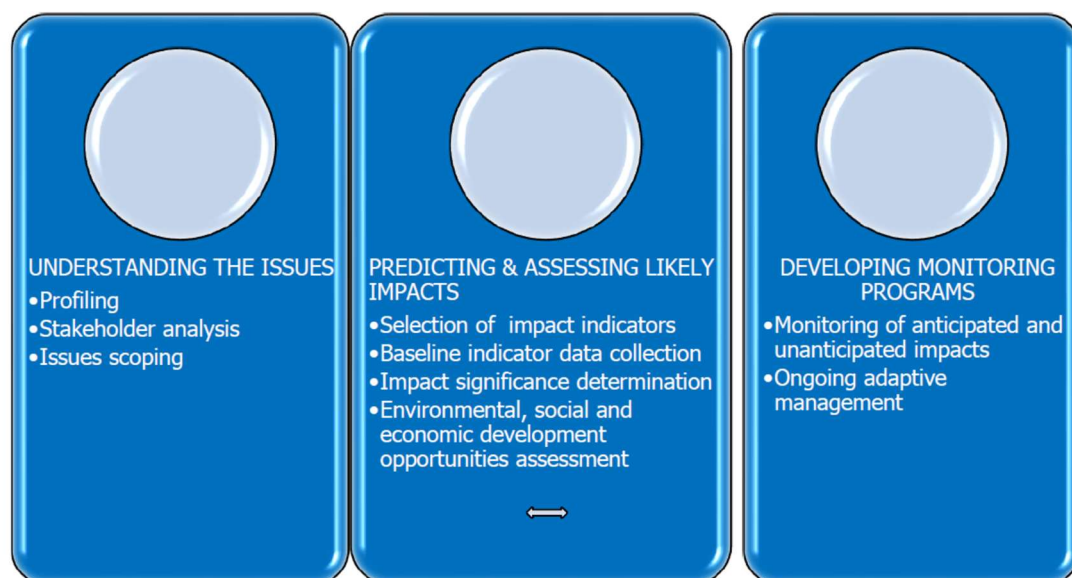 UNDERSTANDING THE ISSUES
•Profiling
•Stakeholder analysis
•Issues scoping
PREDICTING & ASSESSING LIKELY
IMPACTS
•Selection of  impact indicators
•Baseline indicator data collection
•Impact significance determination
•Environmental, social and
economic development
opportunities assessment
DEVELOPING MONITORING
PROGRAMS
•Monitoring of anticipated and
unanticipated impacts
•Ongoing adaptive
management